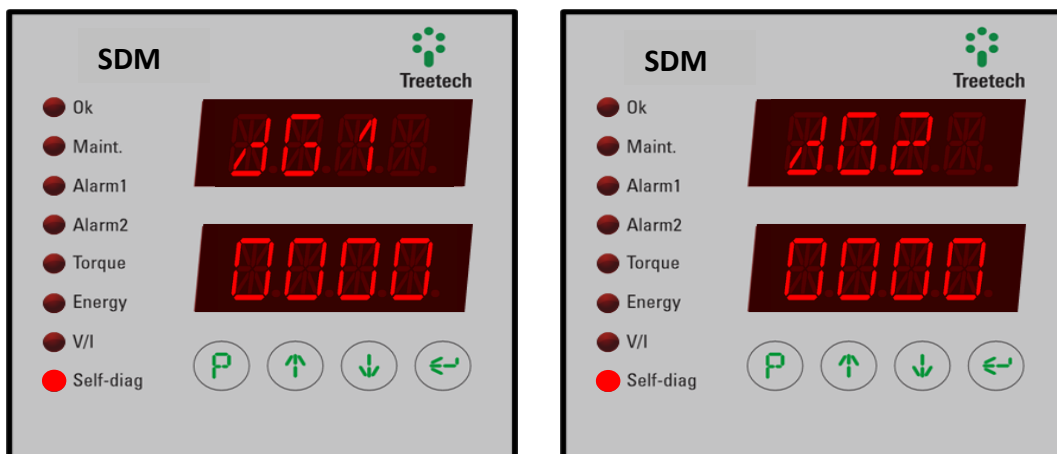 SDM
Treetech
Ok
dG1
Maint.
Alarm1
Alarm2
0000
Torque
Energy
V/I
Self-diag
P
SDM
Treetech
Ok
dG2
Maint.
Alarm1
Alarm2
0000
Torque
Energy
V/I
Self-diag
P